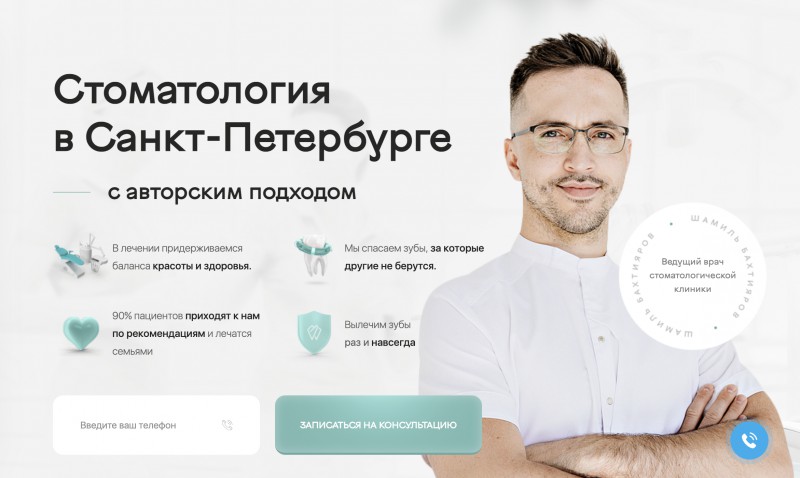 Стоматология
в Санкт-Петербурге
с авторским подходом
В лечении придерживаемся
баланса красоты и здоровья.
Мы спасаем зубы, за которые
другие не берутся.
90% пациентов приходят к нам
по рекомендациям и лечатся
семьями
Вылечим зубы
раз и навсегда
Введите ваш телефон
ЗАПИСАТЬСЯ НА КОНСУЛЬТАЦИЮ
ШАМИЛЬ БАХТИЯРОВ • ШАМИЛЬ БАХТИЯРОВ •
Ведущий врач
стоматологической
клиники